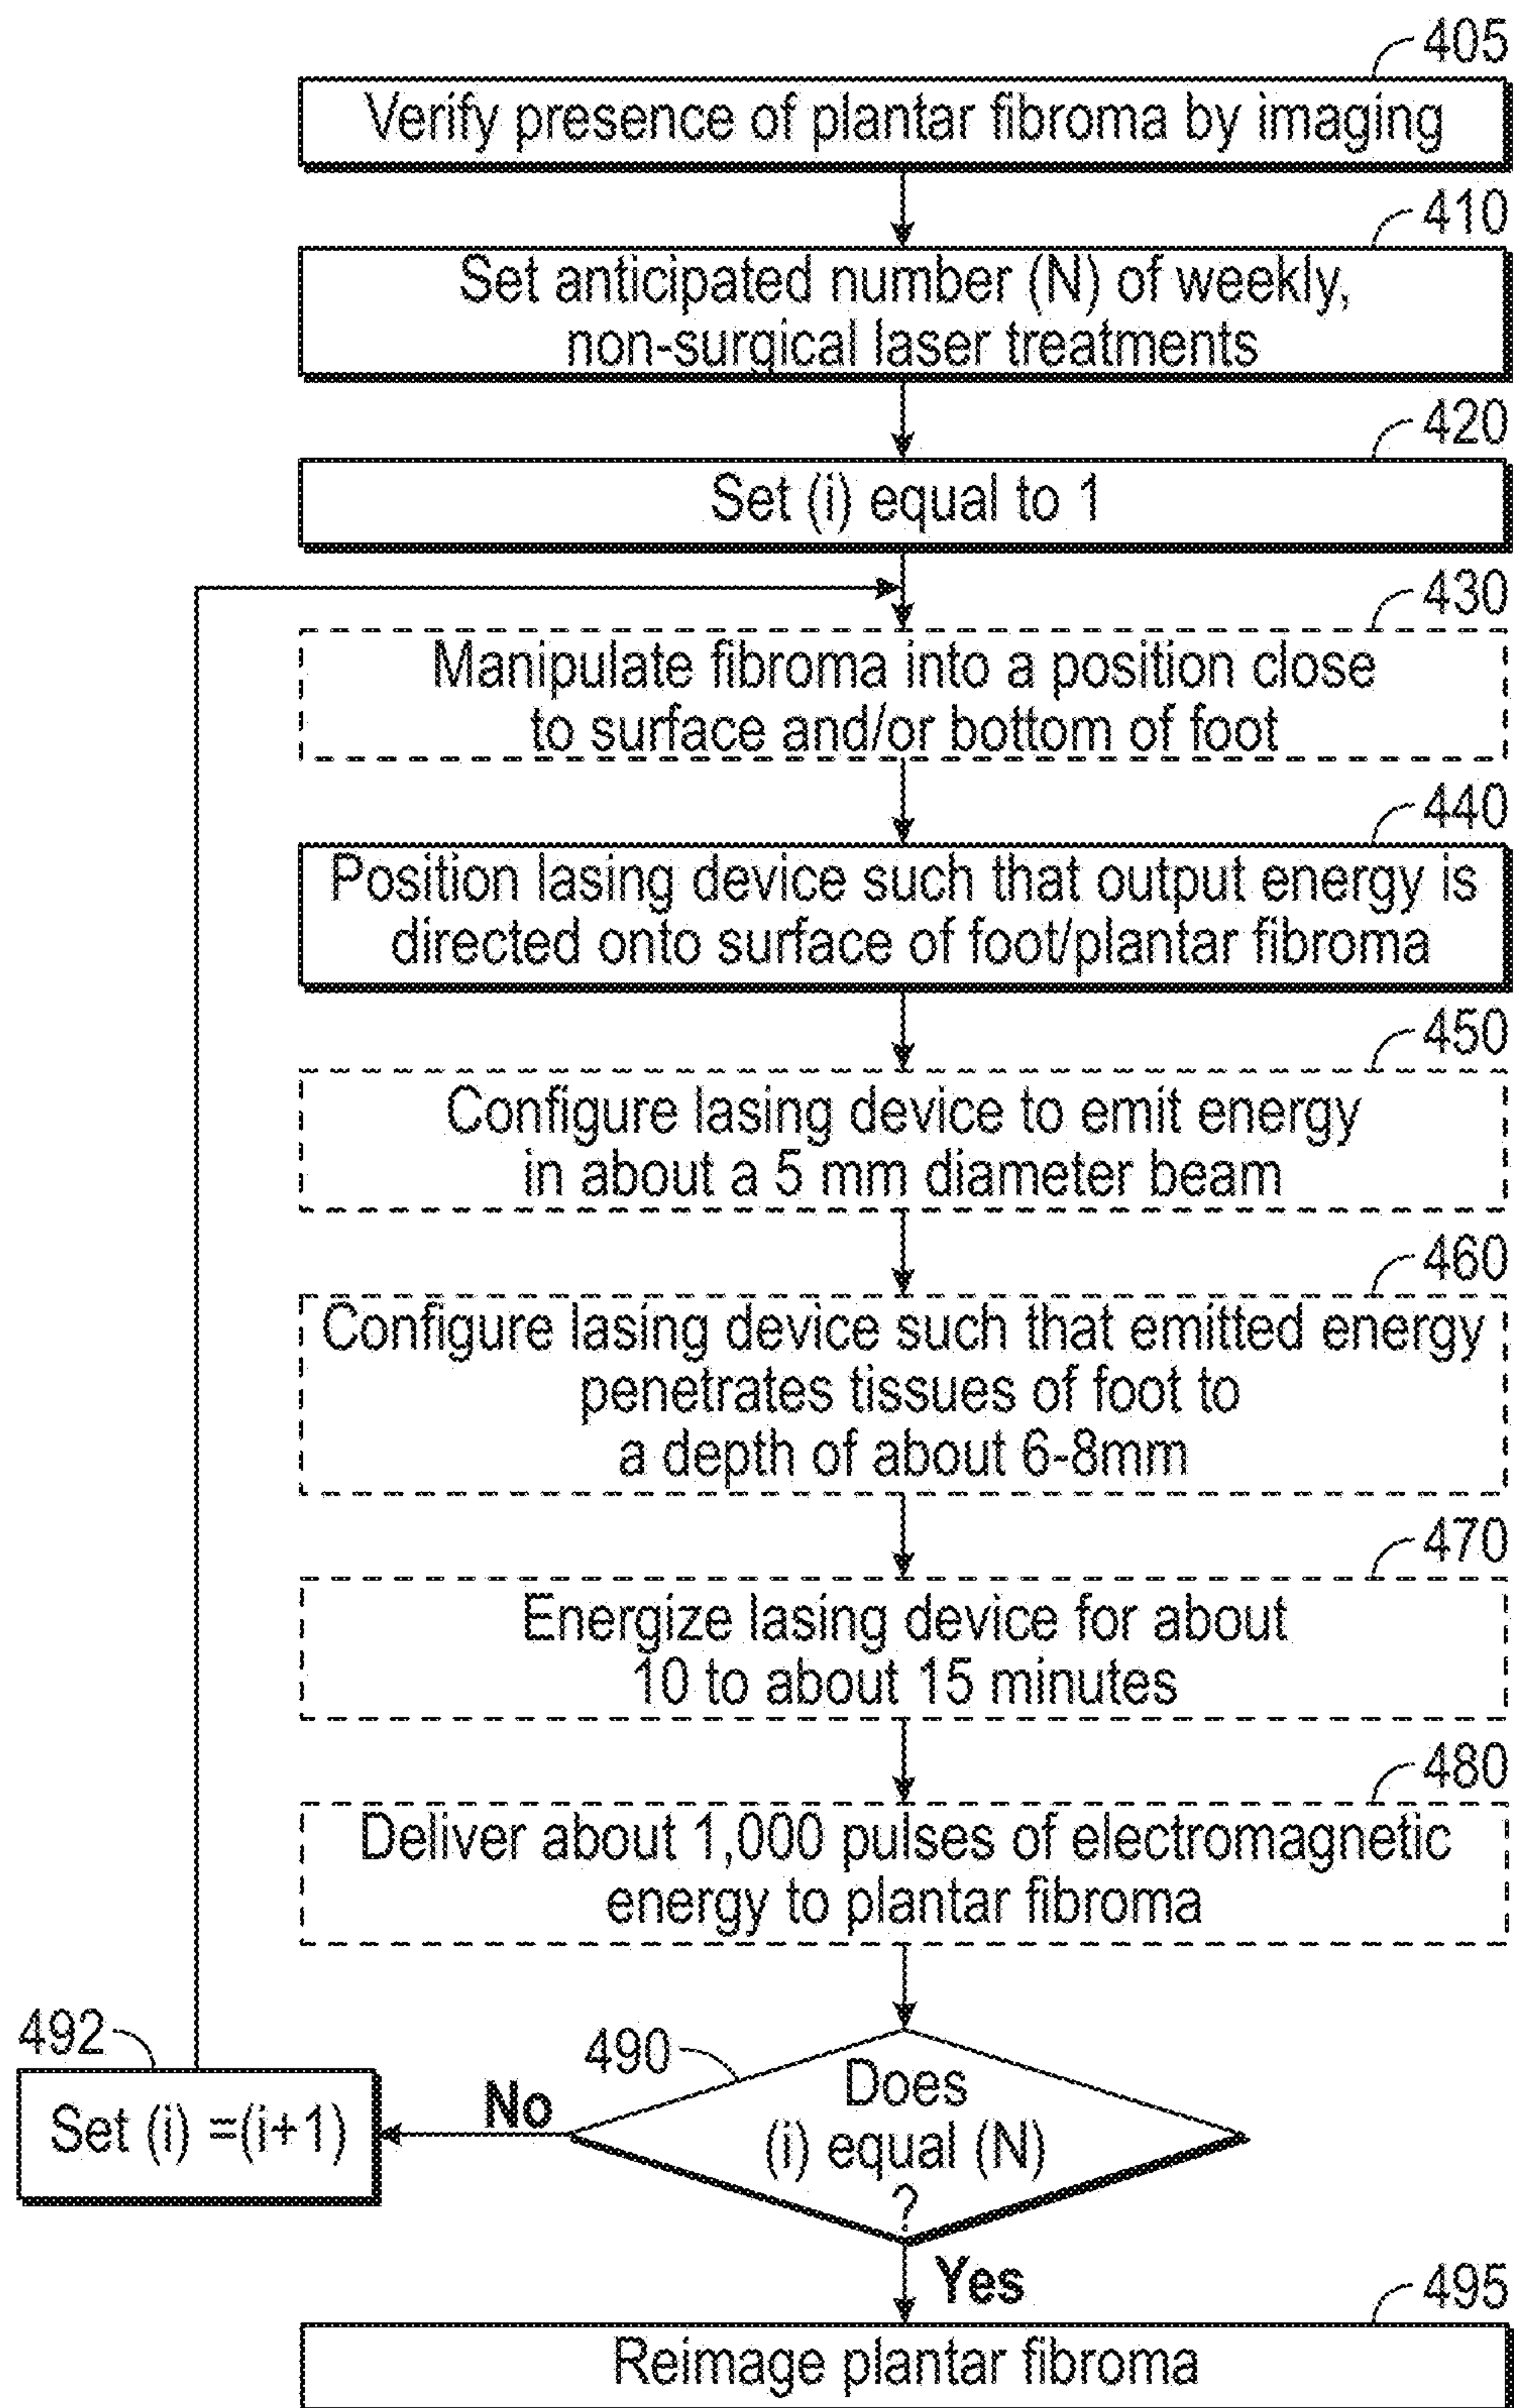 405
Verify presence of plantar fibroma by imaging
410
Set anticipated number (N) of weekly,
non-surgical laser treatments
420
Set (i) equal to 1
430
Manipulate fibroma into a position close
to surface and/or bottom of foot
440
Position lasing device such that output energy is
directed onto surface of foot/plantar fibroma
450
Configure lasing device to emit energy
in about a 5 mm diameter beam
460
Configure lasing device such that emitted energy
penetrates tissues of foot to
a depth of about 6-8mm
470
Energize lasing device for about
10 to about 15 minutes
480
Deliver about 1,000 pulses of electromagnetic
energy to plantar fibroma
490
Does
(i) equal (N)
?
No
492
Set (i) =(i+1)
Yes
495
Reimage plantar fibroma